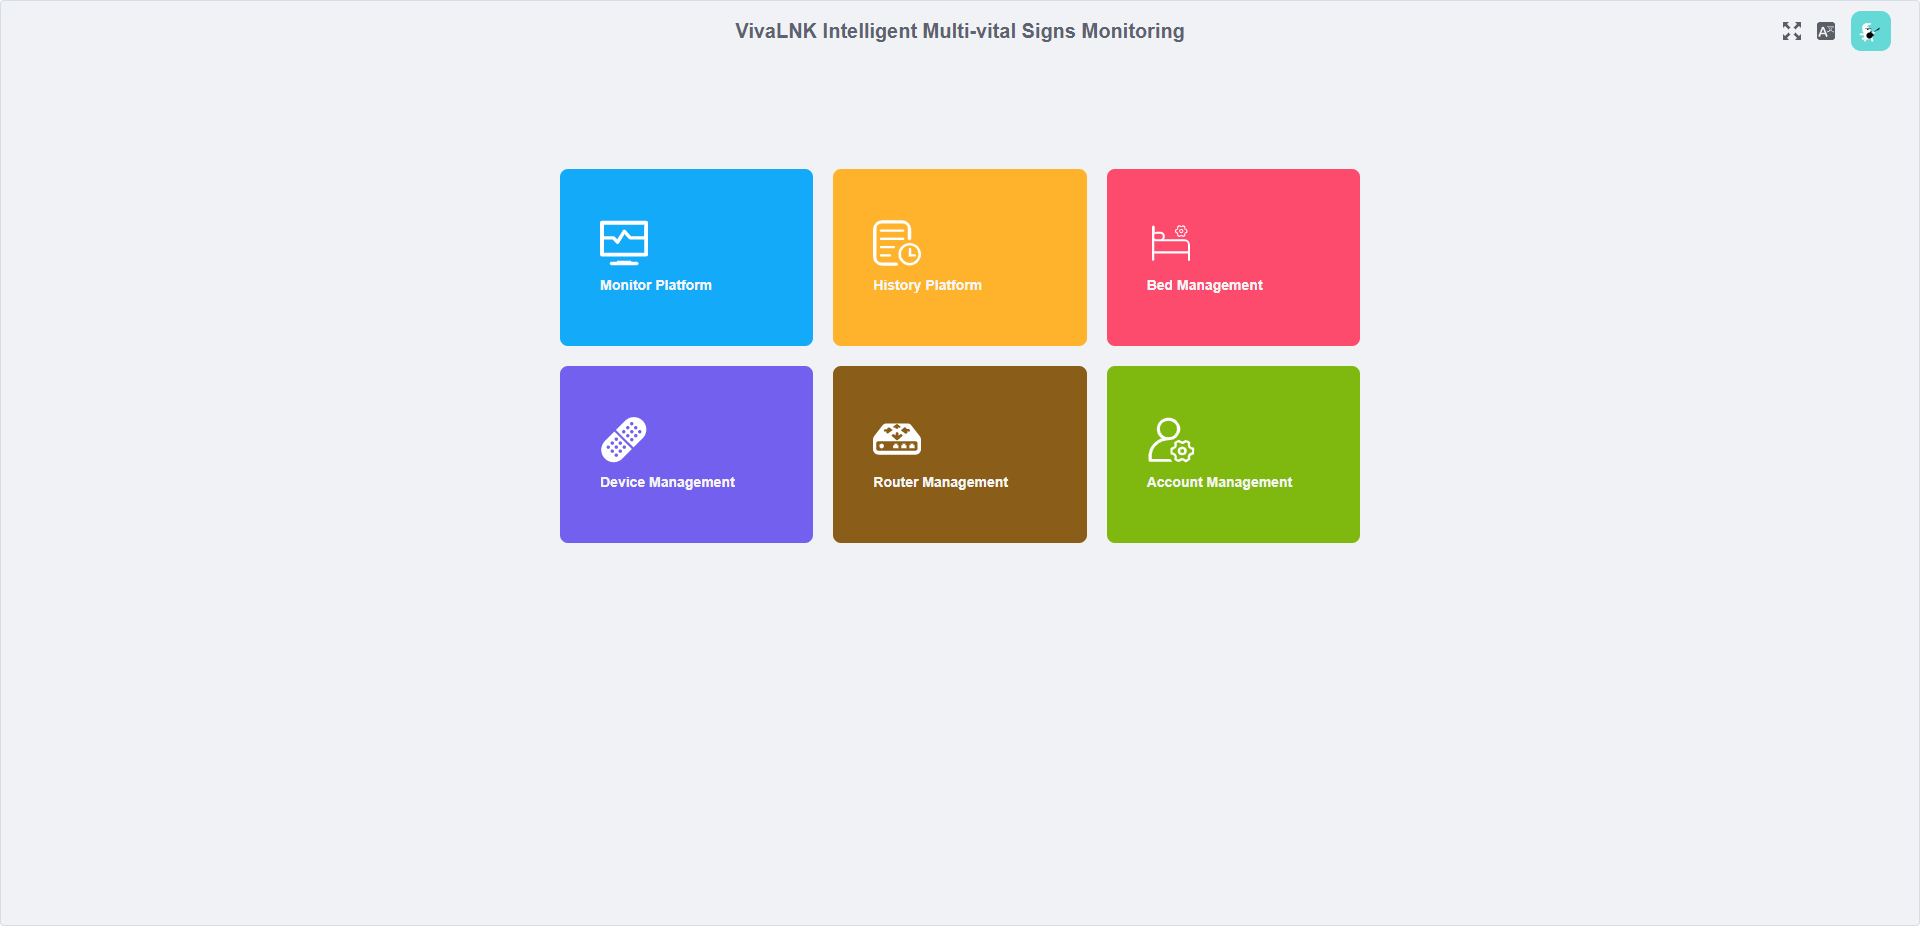 VivaLNK Intelligent Multi-vital Signs Monitoring
Monitor Platform
History Platform
Bed Management
Device Management
Router Management
Account Management